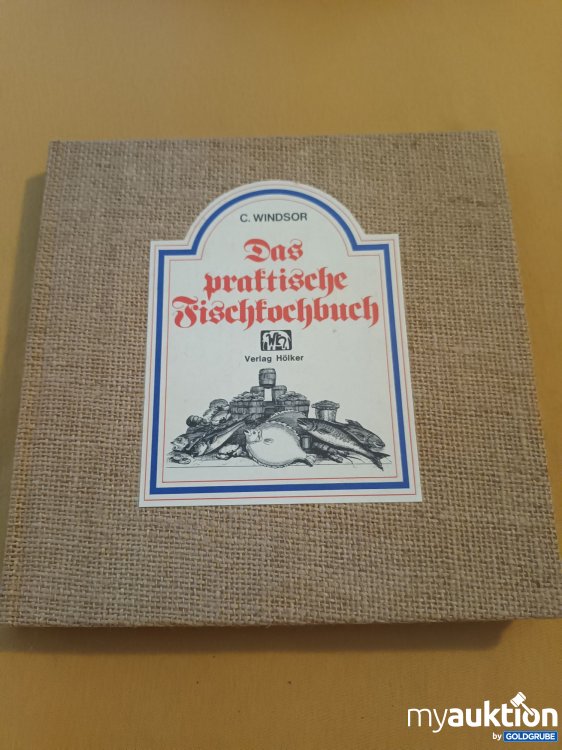 C. WINDSOR
Das
praktische
Fischkochbuch
Verlag Hölker
myauktion
by GOLDGRUBE